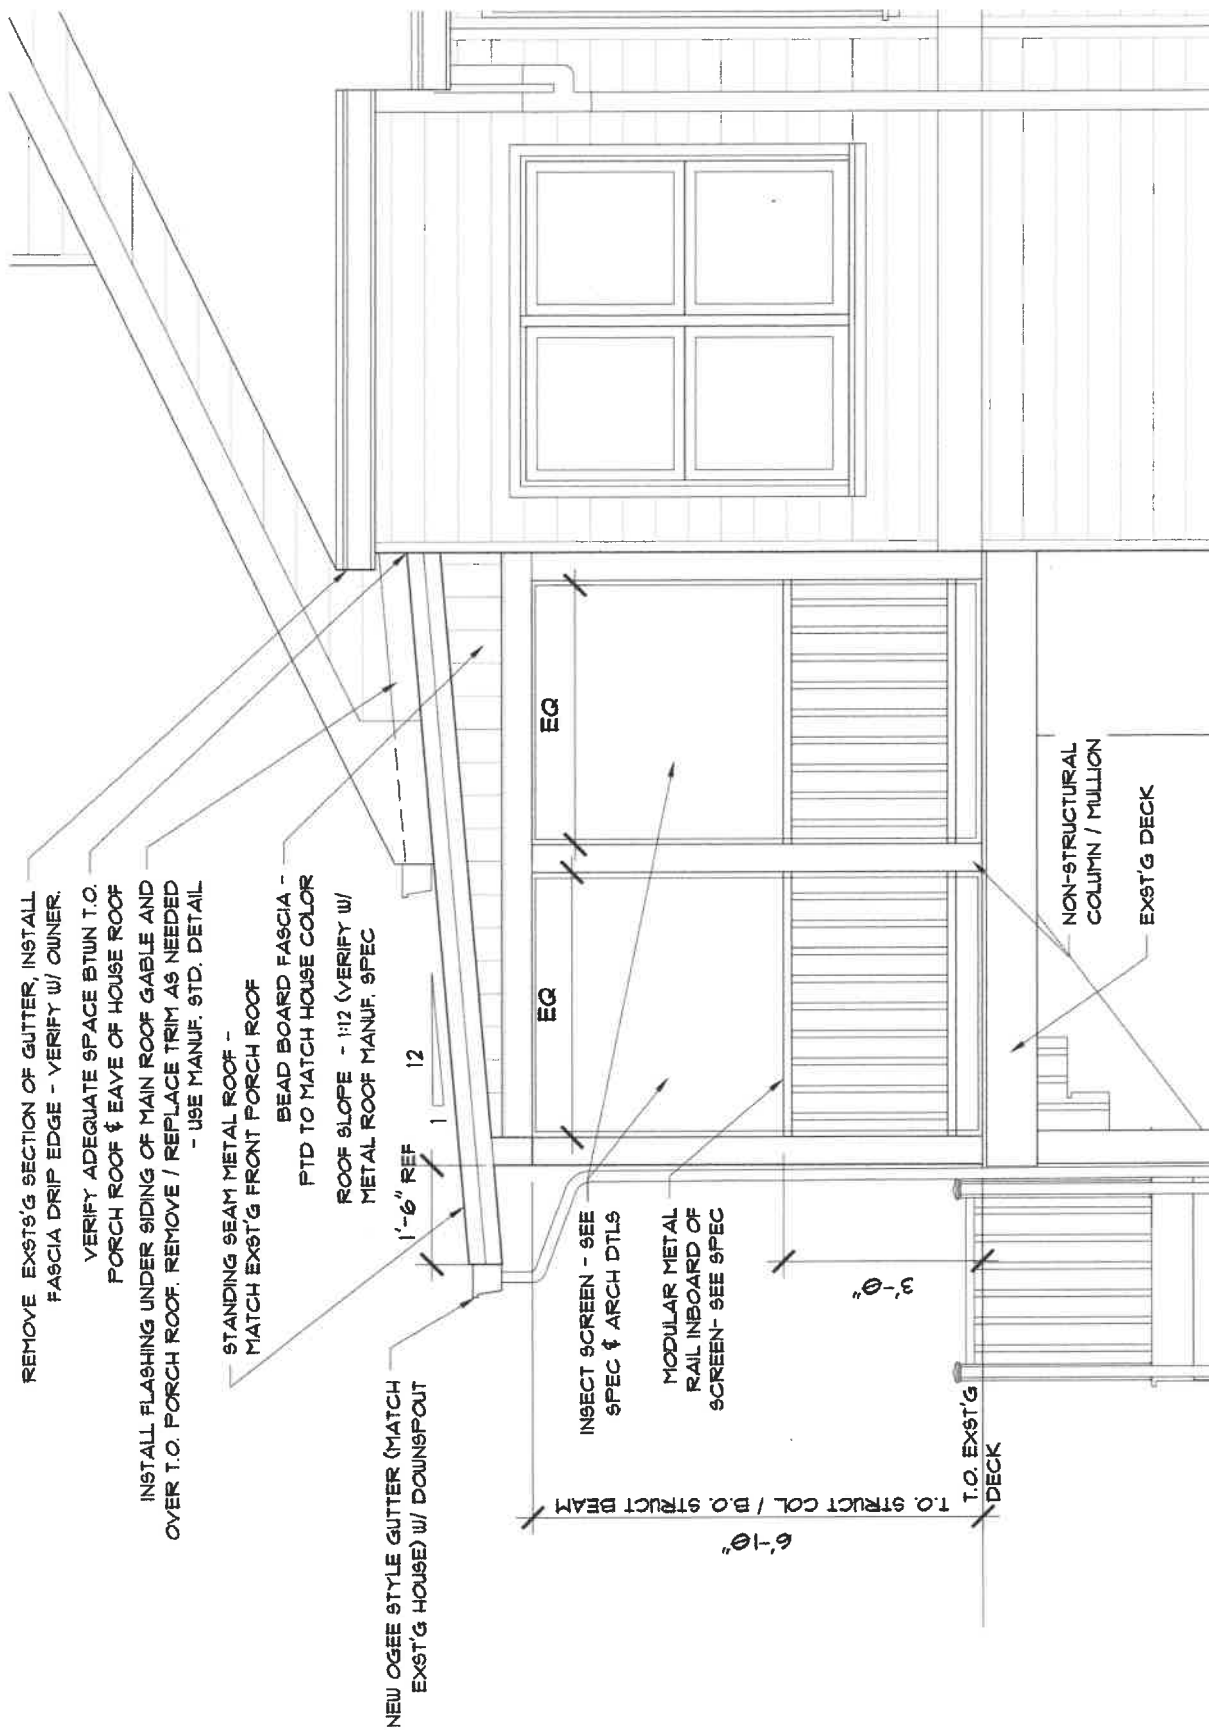 REMOVE EXSTS'G SECTION OF GUTTER, INSTALL
FASCIA DRIP EDGE - VERIFY W/ OWNER.
VERIFY ADEQUATE SPACE BTWN T.O.
PORCH ROOF & EAVE OF HOUSE ROOF
INSTALL FLASHING UNDER SIDING OF MAIN ROOF GABLE AND
OVER T.O. PORCH ROOF. REMOVE / REPLACE TRIM AS NEEDED
- USE MANUF. STD. DETAIL
STANDING SEAM METAL ROOF -
MATCH EXST'G FRONT PORCH ROOF
BEAD BOARD FASCIA -
PTD TO MATCH HOUSE COLOR
ROOF SLOPE - 1:12 (VERIFY W/
METAL ROOF MANUF. SPEC
1'-6" REF
1
12
NEW OGEE STYLE GUTTER (MATCH
EXST'G HOUSE) W/ DOWNSPOUT
EQ
EQ
INSECT SCREEN - SEE
SPEC & ARCH DTLS
MODULAR METAL
RAIL INBOARD OF
SCREEN- SEE SPEC
3'-0"
6'-10"
T.O. STRUCT COL / B.O. STRUCT BEAM
T.O. EXST'G
DECK
NON-STRUCTURAL
COLUMN / MULLION
EXST'G DECK